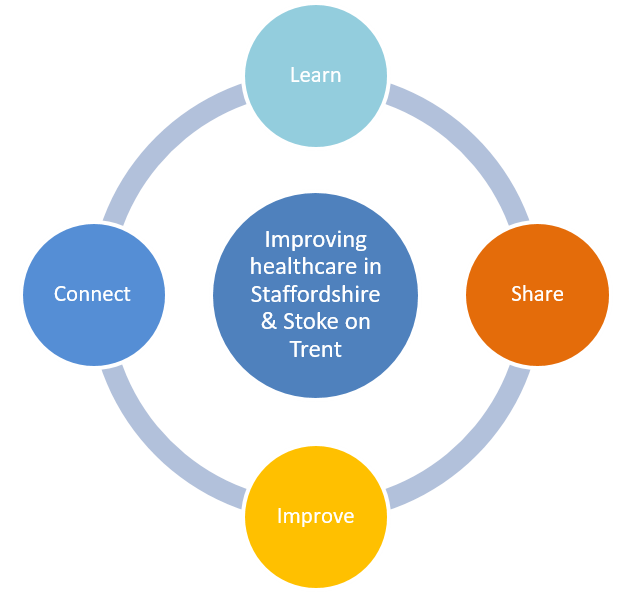 Learn
Improving
healthcare in
Staffordshire
& Stoke on
Trent
Connect
Share
Improve